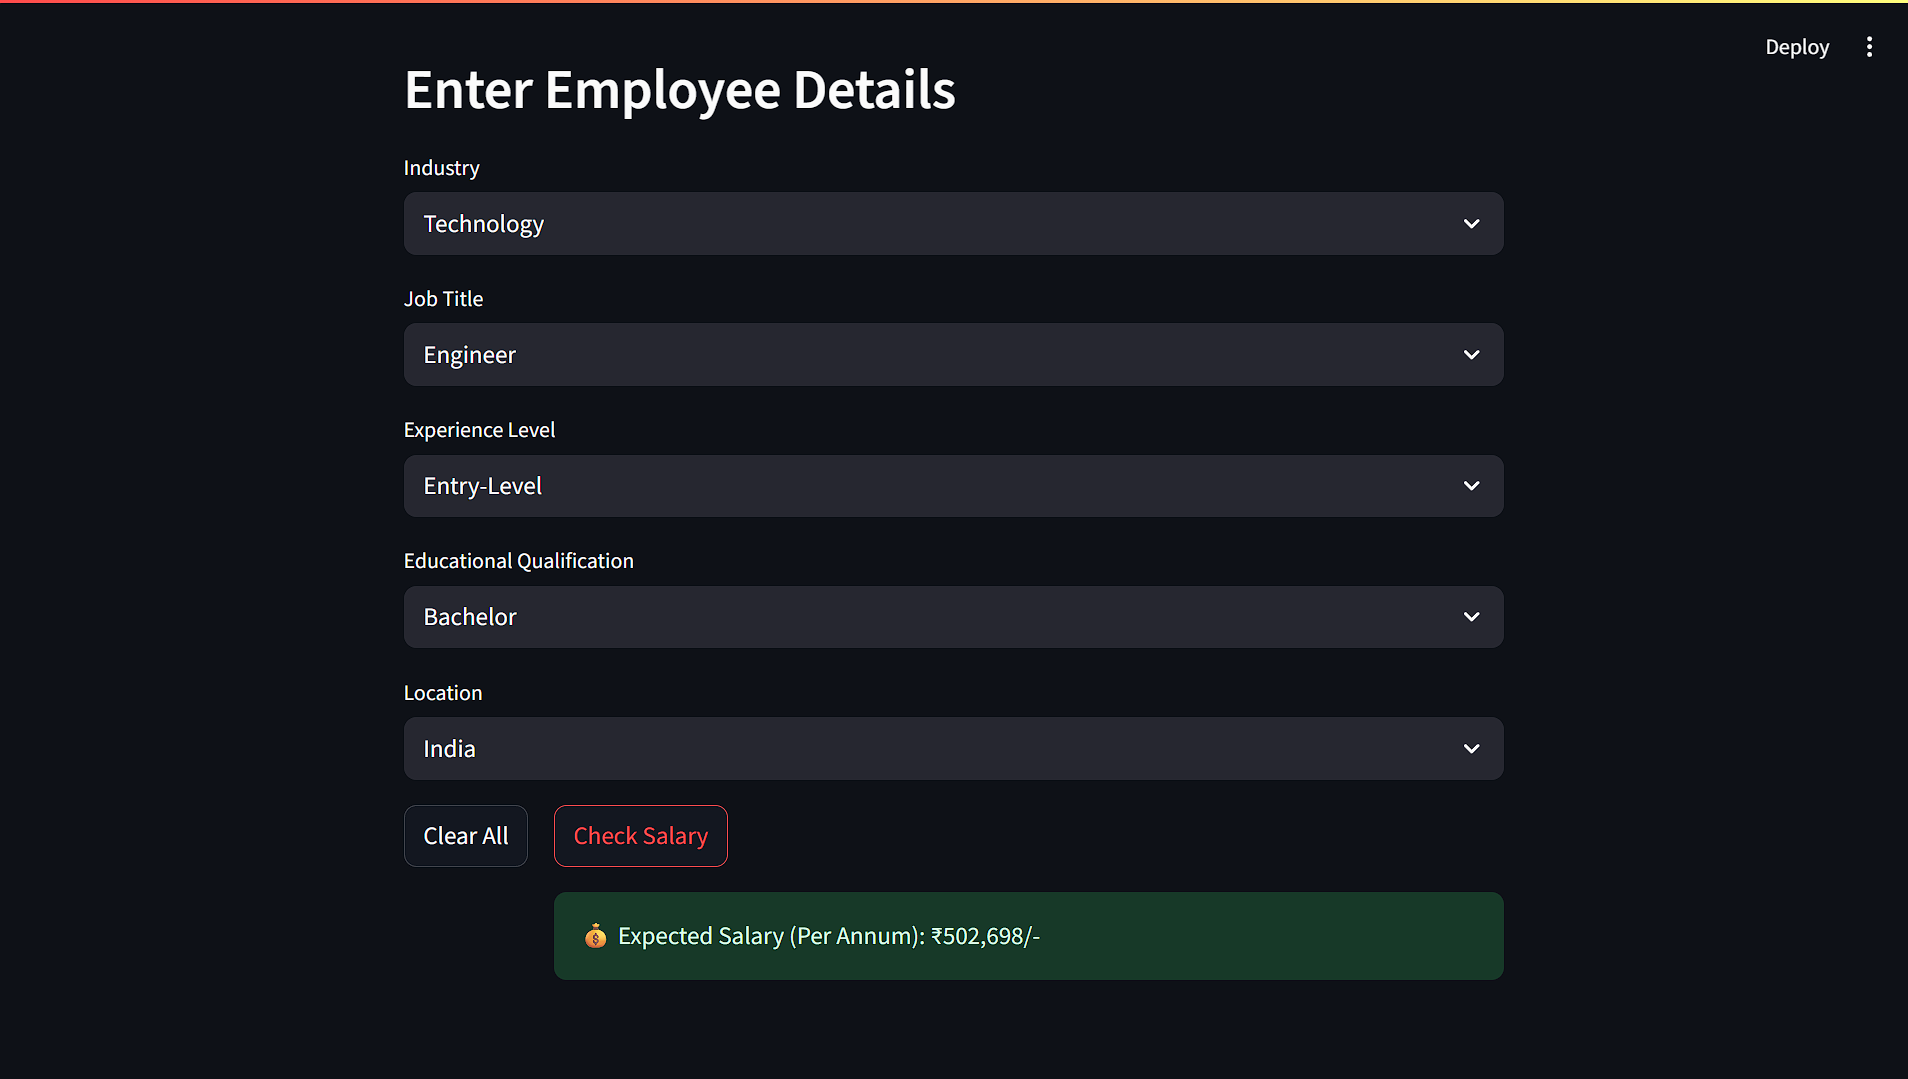 Deploy
Enter Employee Details
Industry
Technology
Job Title
Engineer
Experience Level
Entry-Level
Educational Qualification
Bachelor
Location
India
Clear All
Check Salary
💰 Expected Salary (Per Annum): ₹502,698/-